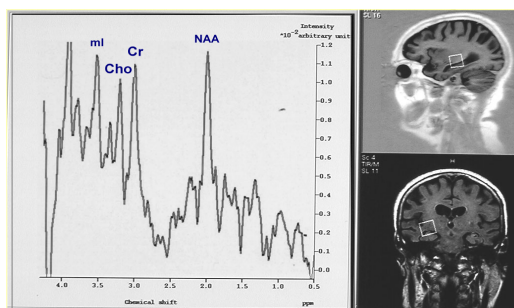 Intensity
*10⁻² arbitrary unit
mI
Cho
Cr
NAA
1.2
1.1
1.0
0.9
0.8
0.7
0.6
0.5
0.4
0.3
0.2
0.1
0.0
4.0 3.5 3.0 2.5 2.0 1.5 1.0 0.5
Chemical shift ppm
SL 16
Sc 4
TIR/M
SL 11
H